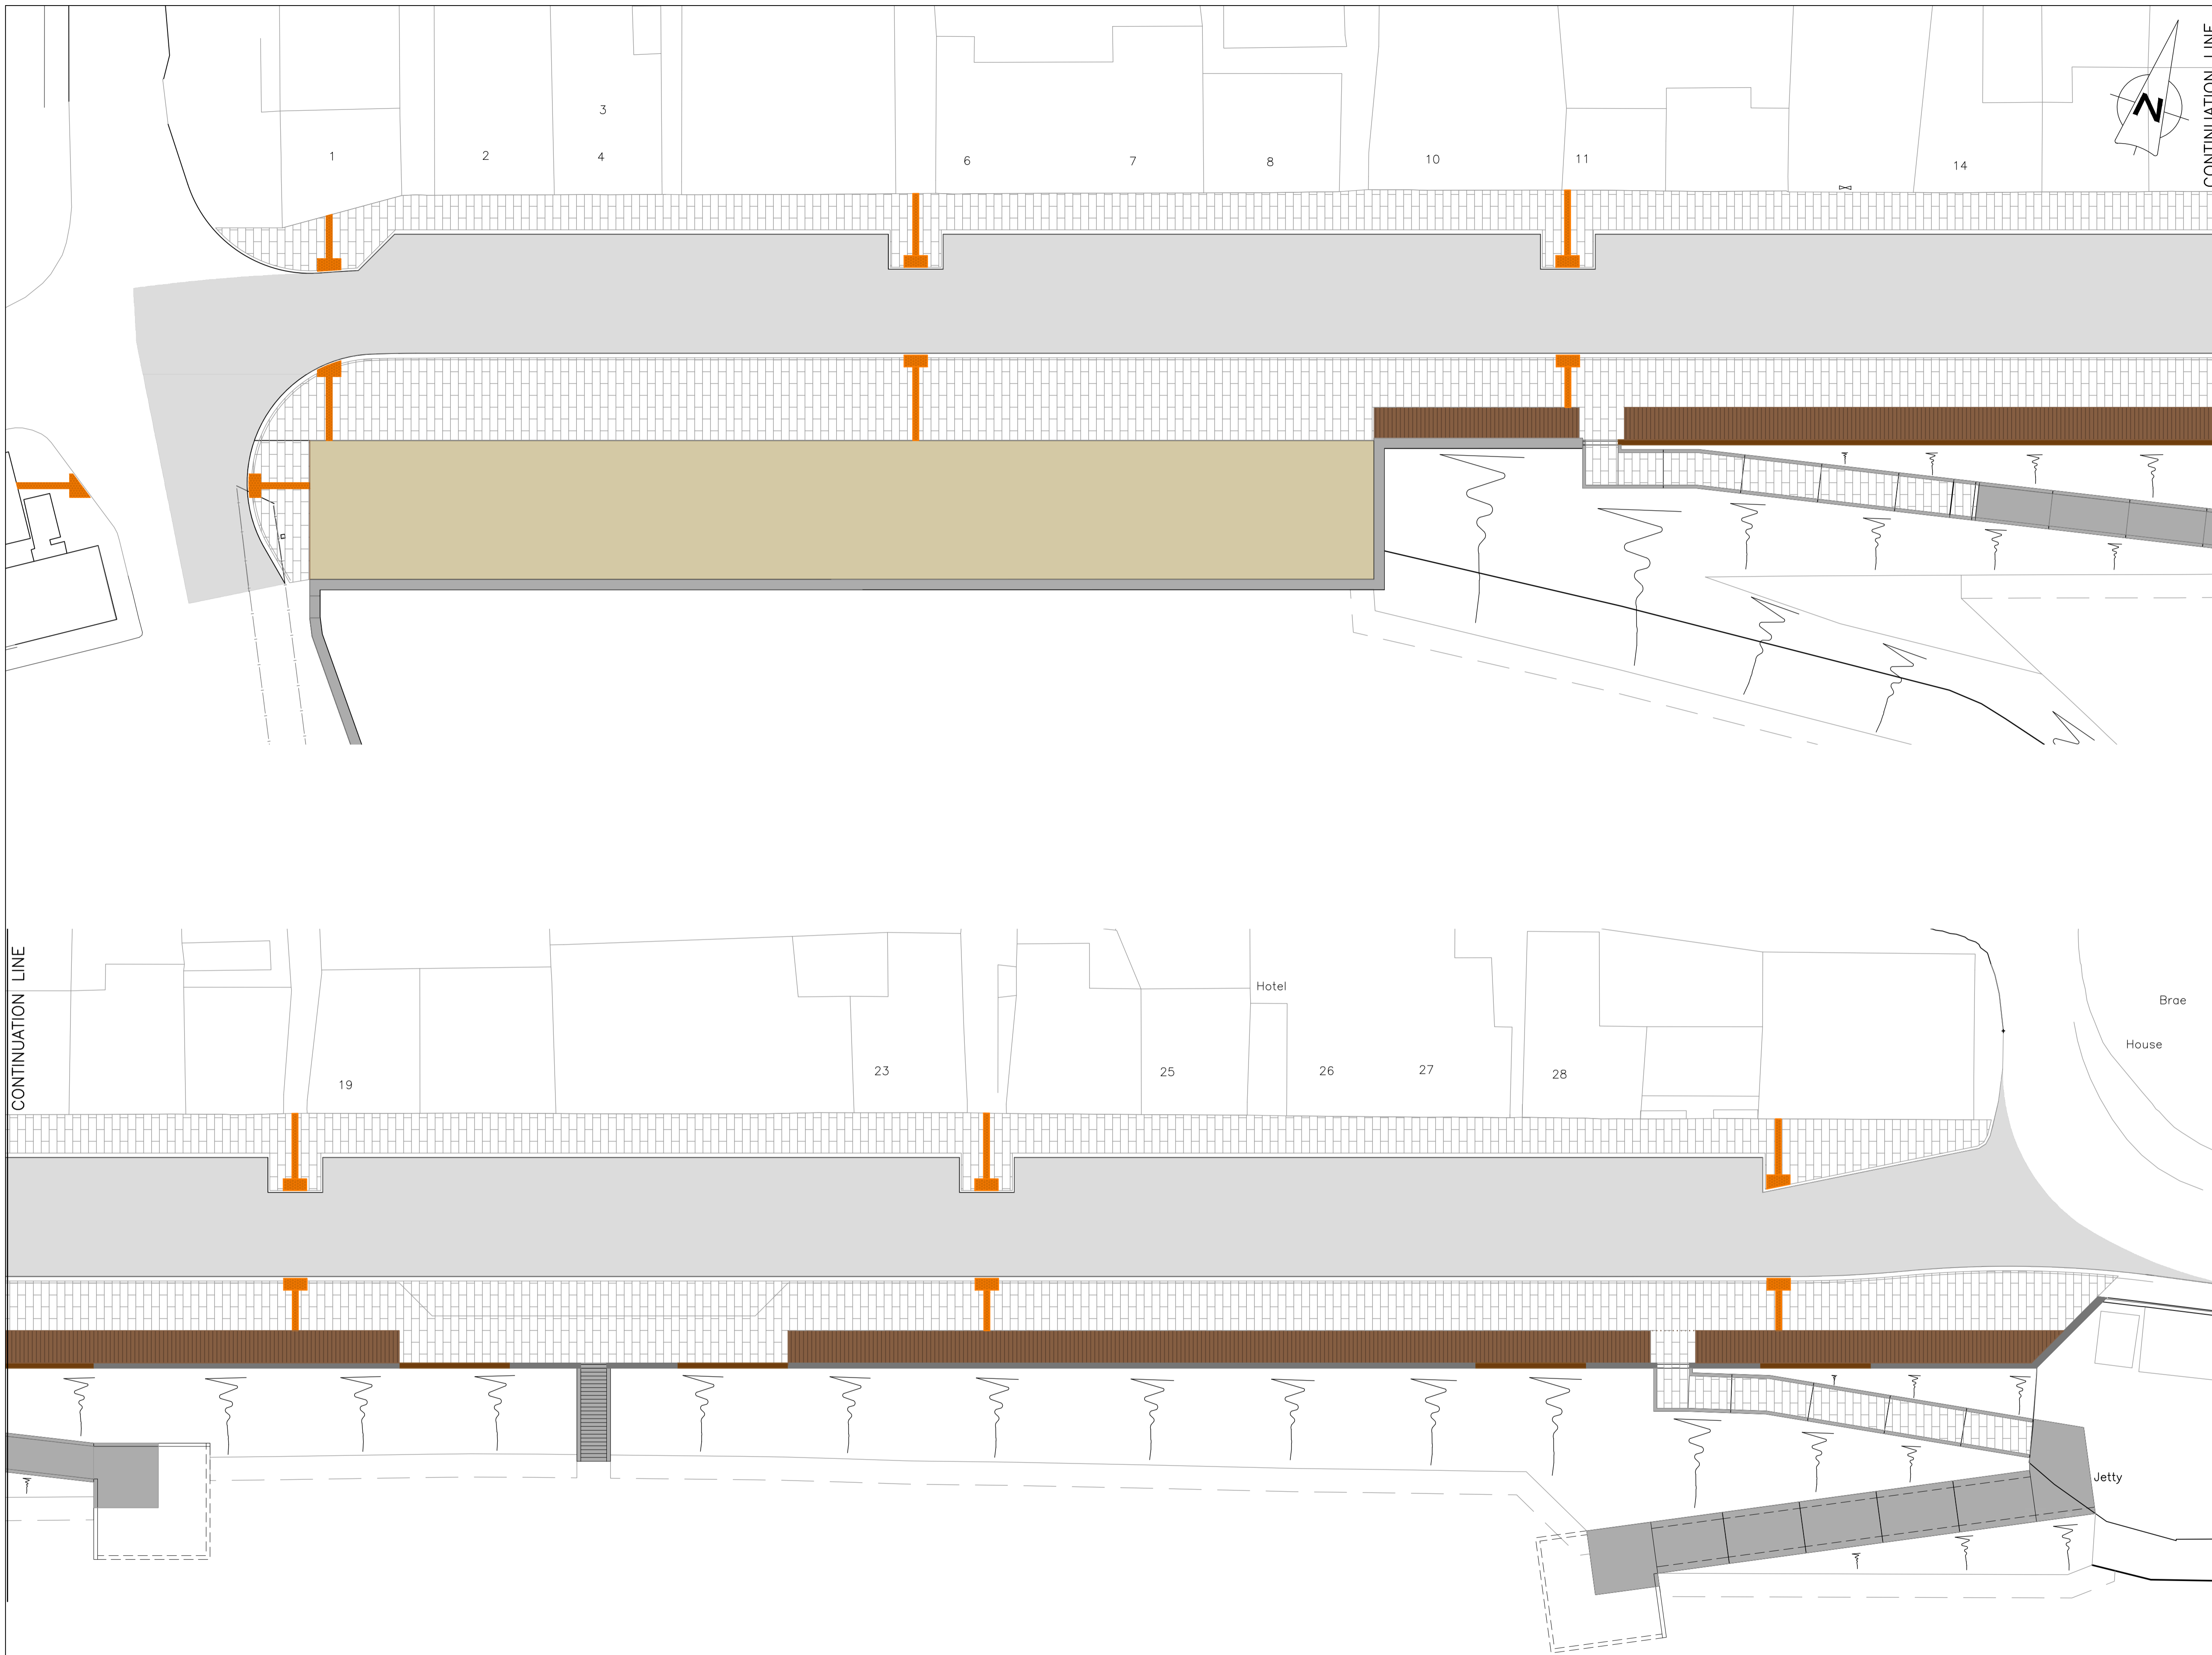 CONTINUATION LINE
N
3
1
2
4
6
7
8
10
11
14
CONTINUATION LINE
Hotel
Brae
House
19
23
25
26
27
28
Jetty